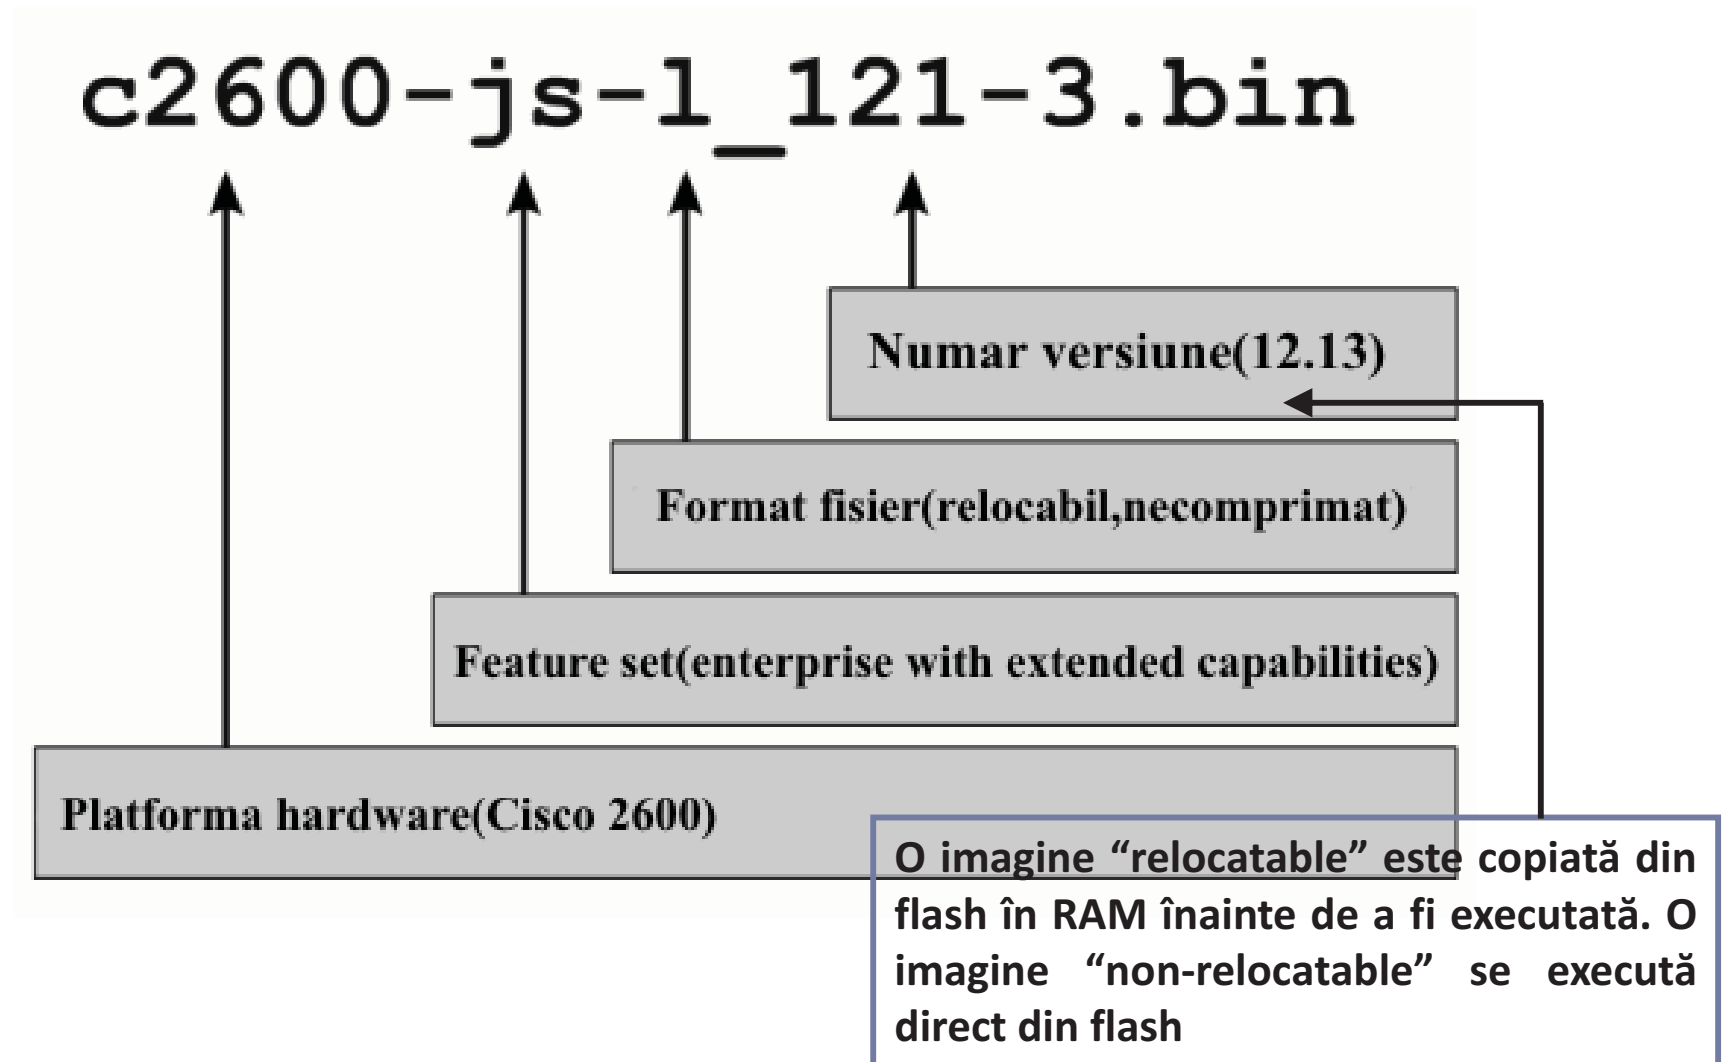 c2600-js-l_121-3.bin
Numar versiune(12.13)
Format fisier(relocabil,necomprimat)
Feature set(enterprise with extended capabilities)
Platforma hardware(Cisco 2600)
O imagine “relocatable” este copiată din
flash în RAM înainte de a fi executată. O
imagine “non-relocatable” se execută
direct din flash